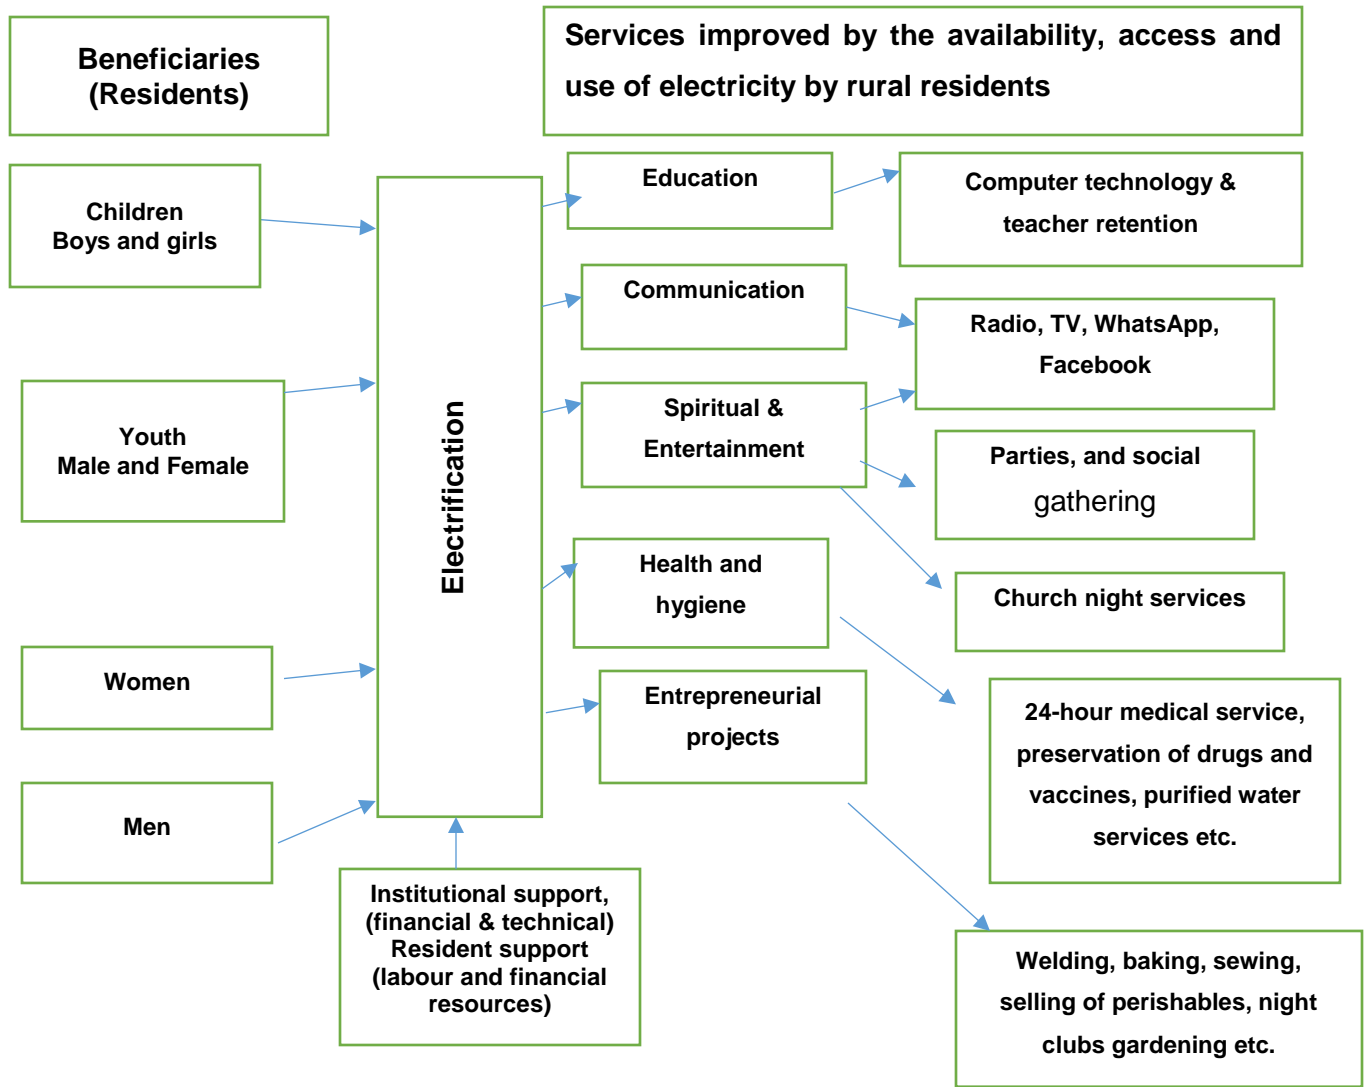 Beneficiaries
(Residents)
Services improved by the availability, access and
use of electricity by rural residents
Children
Boys and girls
Youth
Male and Female
Women
Men
Electrification
Institutional support,
(financial & technical)
Resident support
(labour and financial
resources)
Education
Computer technology &
teacher retention
Communication
Radio, TV, WhatsApp,
Facebook
Spiritual &
Entertainment
Parties, and social
gathering
Church night services
Health and
hygiene
24-hour medical service,
preservation of drugs and
vaccines, purified water
services etc.
Entrepreneurial
projects
Welding, baking, sewing,
selling of perishables, night
clubs gardening etc.